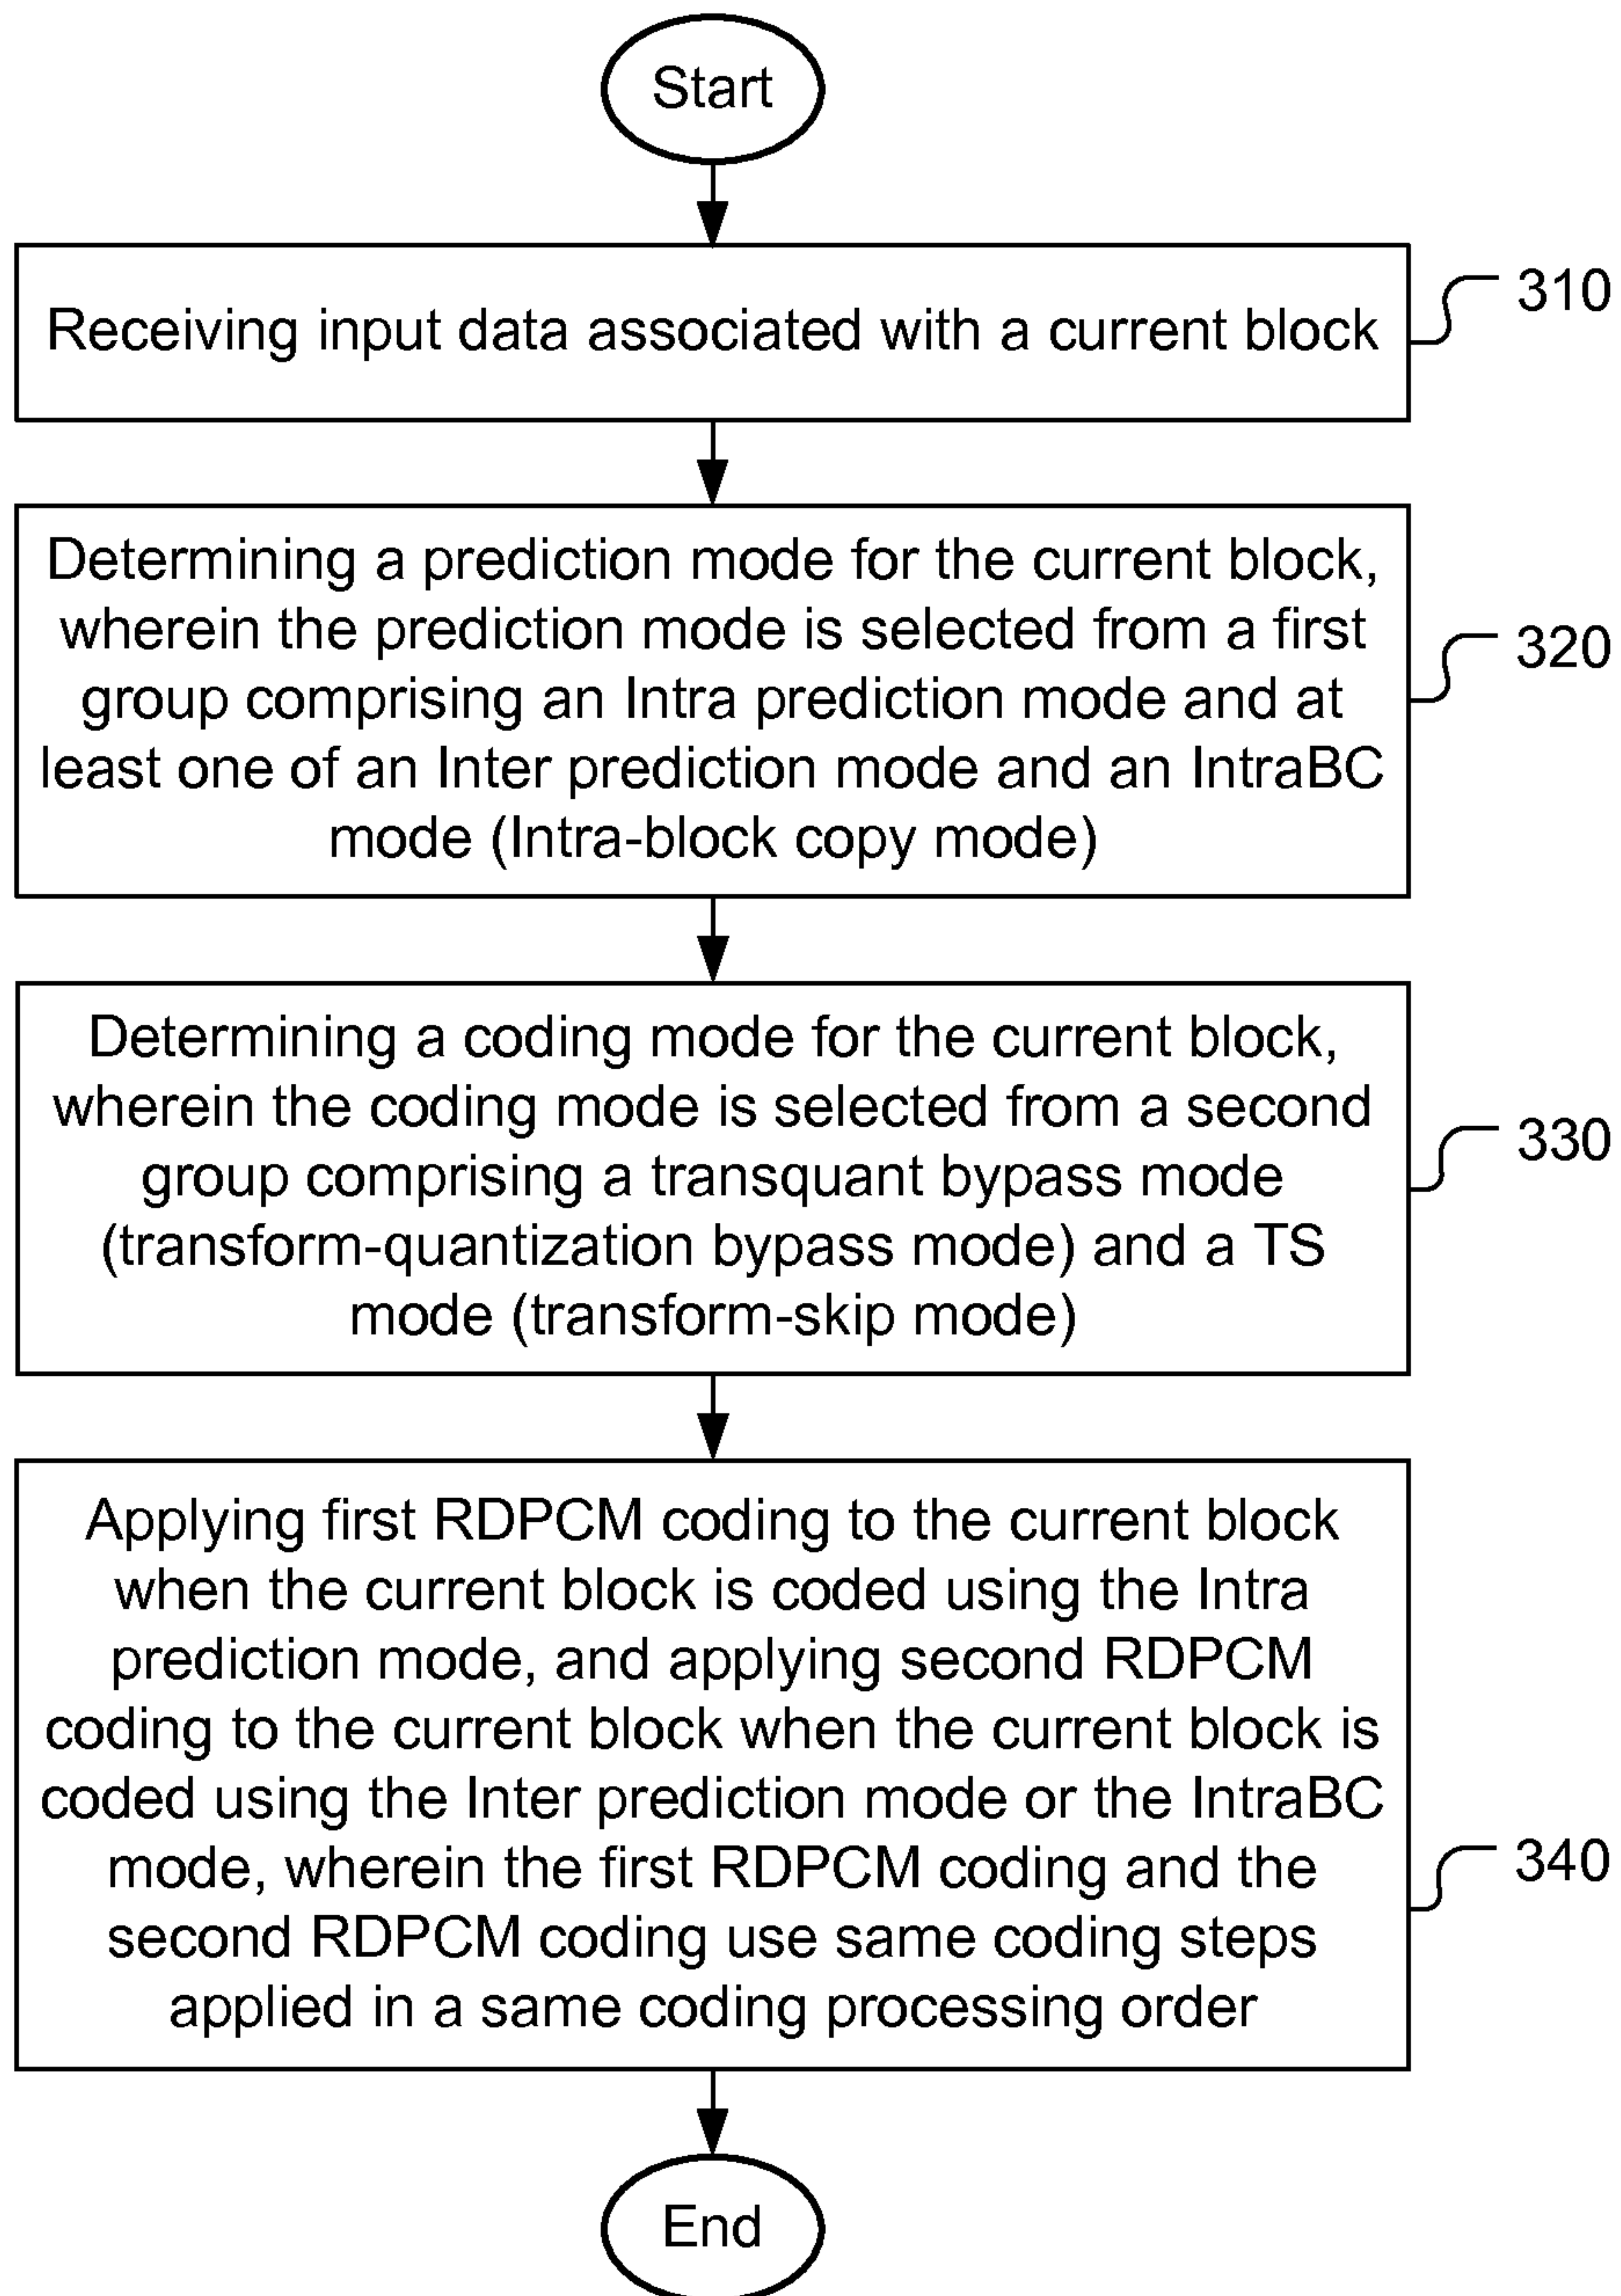 Start
Receiving input data associated with a current block
310
Determining a prediction mode for the current block,
wherein the prediction mode is selected from a first
group comprising an Intra prediction mode and at
least one of an Inter prediction mode and an IntraBC
mode (Intra-block copy mode)
320
Determining a coding mode for the current block,
wherein the coding mode is selected from a second
group comprising a transquant bypass mode
(transform-quantization bypass mode) and a TS
mode (transform-skip mode)
330
Applying first RDPCM coding to the current block
when the current block is coded using the Intra
prediction mode, and applying second RDPCM
coding to the current block when the current block is
coded using the Inter prediction mode or the IntraBC
mode, wherein the first RDPCM coding and the
second RDPCM coding use same coding steps
applied in a same coding processing order
340
End